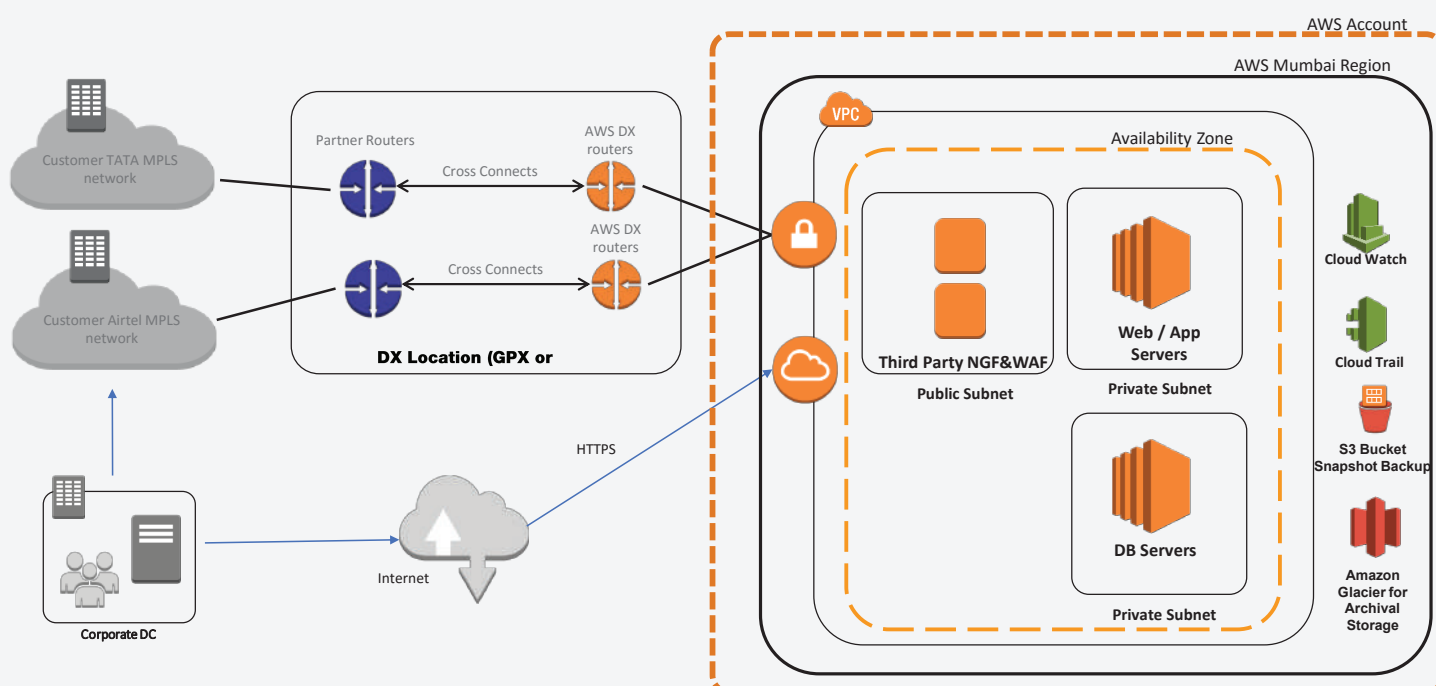 AWS Account
AWS Mumbai Region
VPC
Availability Zone
Customer TATA MPLS
network
Customer Airtel MPLS
network
Partner Routers
AWS DX
routers
Cross Connects
AWS DX
routers
Cross Connects
DX Location (GPX or
Third Party NGF&WAF
Public Subnet
Web / App
Servers
Private Subnet
DB Servers
Private Subnet
Cloud Watch
Cloud Trail
S3 Bucket
Snapshot Backup
Amazon
Glacier for
Archival
Storage
HTTPS
Internet
Corporate DC